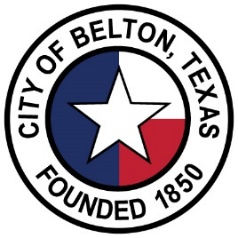 CITY OF BELTON, TEXAS
FOUNDED 1850